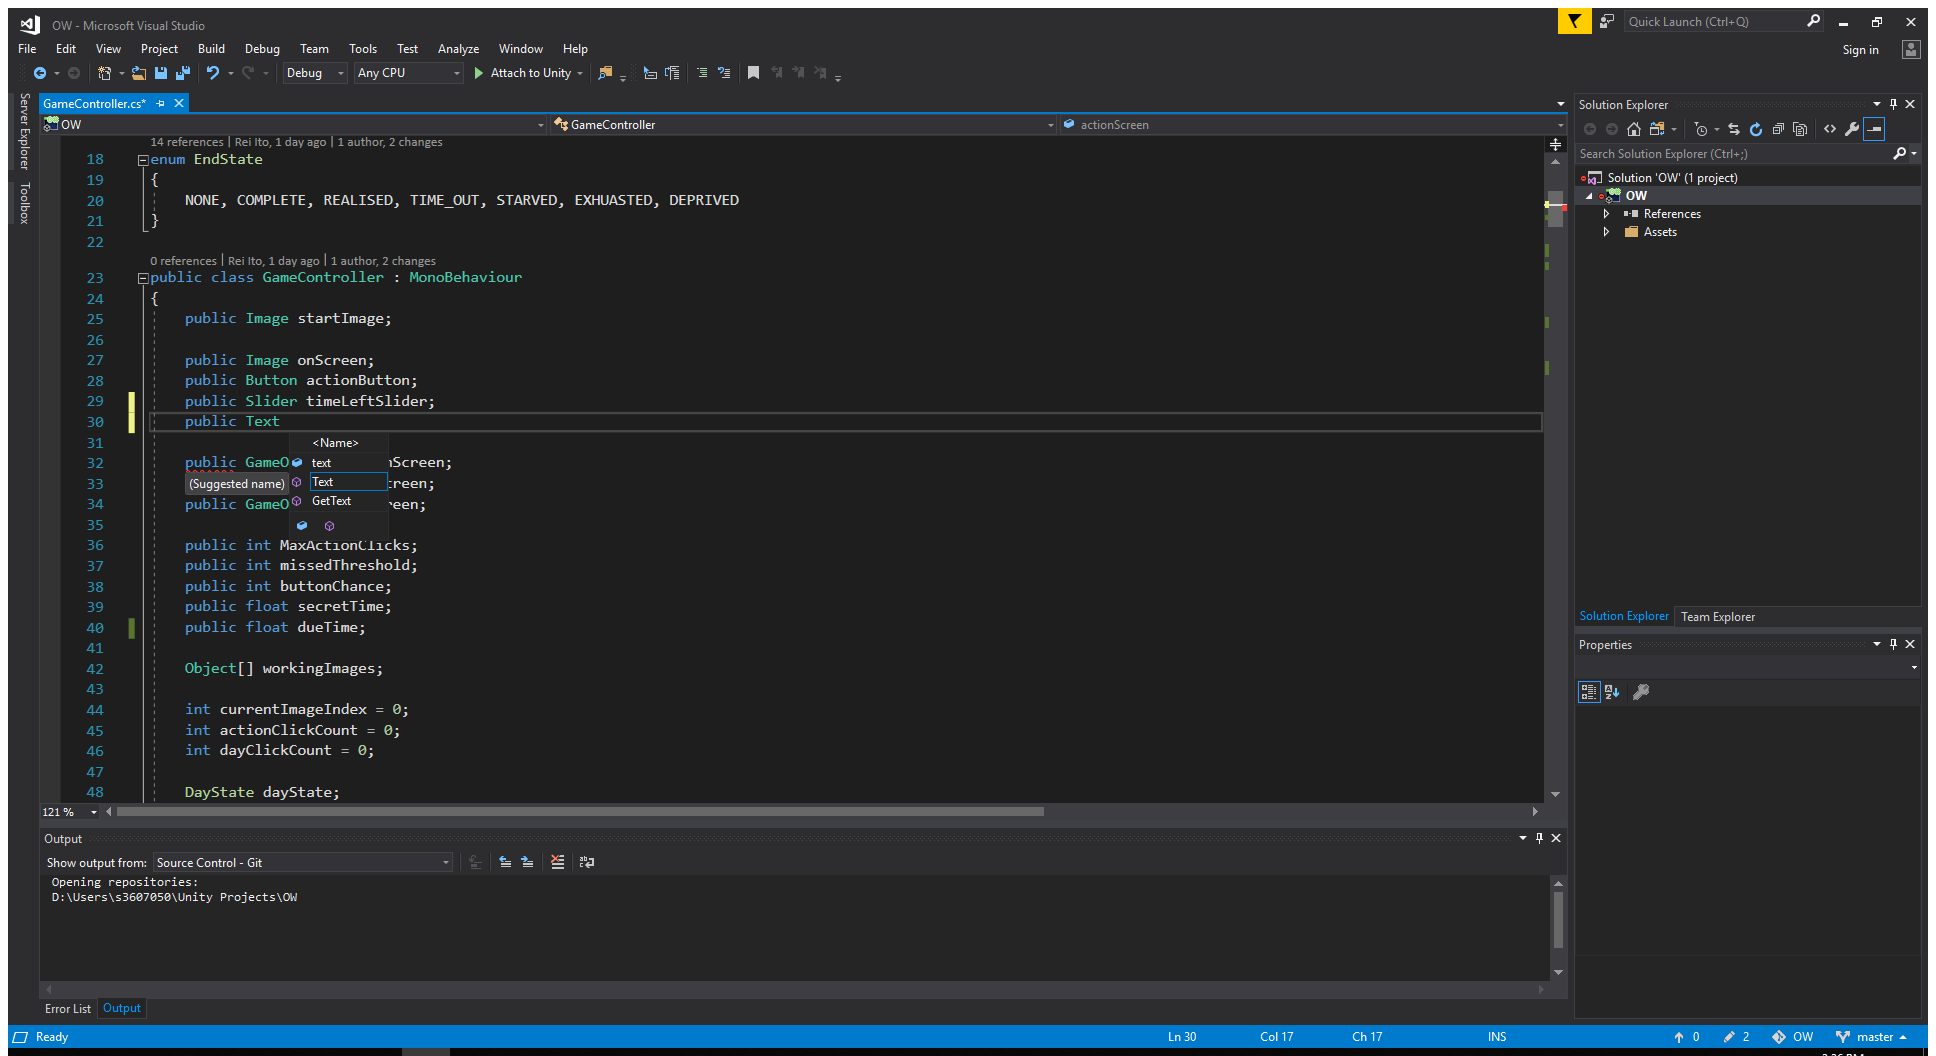 OW - Microsoft Visual Studio
Quick Launch (Ctrl+Q)
File Edit View Project Build Debug Team Tools Test Analyze Window Help
Sign in
Debug Any CPU Attach to Unity
Server Explorer
Toolbox
GameController.cs*
OW GameController actionScreen
14 references | Rei Ito, 1 day ago | 1 author, 2 changes
18 enum EndState
19 {
20 NONE, COMPLETE, REALISED, TIME_OUT, STARVED, EXHUASTED, DEPRIVED
21 }
22
0 references | Rei Ito, 1 day ago | 1 author, 2 changes
23 public class GameController : MonoBehaviour
24 {
25 public Image startImage;
26
27 public Image onScreen;
28 public Button actionButton;
29 public Slider timeLeftSlider;
30 public Text
31
<Name>
32 public GameO nScreen;
text
33 reen;
(Suggested name) Text
34 public GameO een;
GetText
35
36 public int MaxActionClicks;
37 public int missedThreshold;
38 public int buttonChance;
39 public float secretTime;
40 public float dueTime;
41
42 Object[] workingImages;
43
44 int currentImageIndex = 0;
45 int actionClickCount = 0;
46 int dayClickCount = 0;
47
48 DayState dayState;
121 %
Output
Show output from: Source Control - Git
Opening repositories:
D:\Users\s3607050\Unity Projects\OW
Error List Output
Solution Explorer
Search Solution Explorer (Ctrl+;)
Solution 'OW' (1 project)
OW
References
Assets
Solution Explorer Team Explorer
Properties
Ready Ln 30 Col 17 Ch 17 INS 0 2 OW master